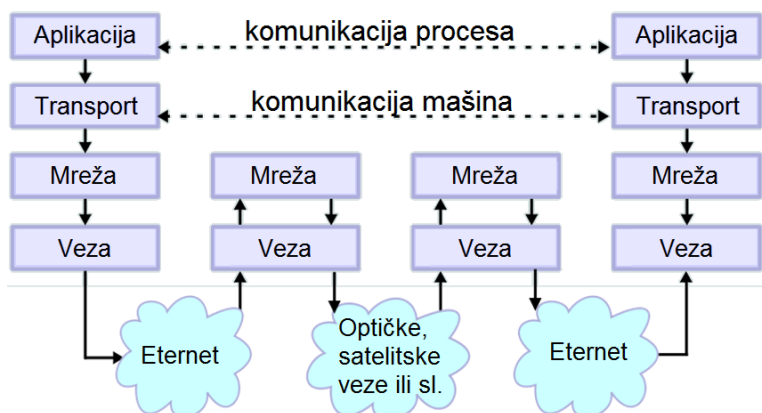 Aplikacija
komunikacija procesa
Aplikacija
Transport
komunikacija mašina
Transport
Mreža
Mreža
Mreža
Mreža
Veza
Veza
Veza
Veza
Eternet
Optičke,
satelitske
veze ili sl.
Eternet